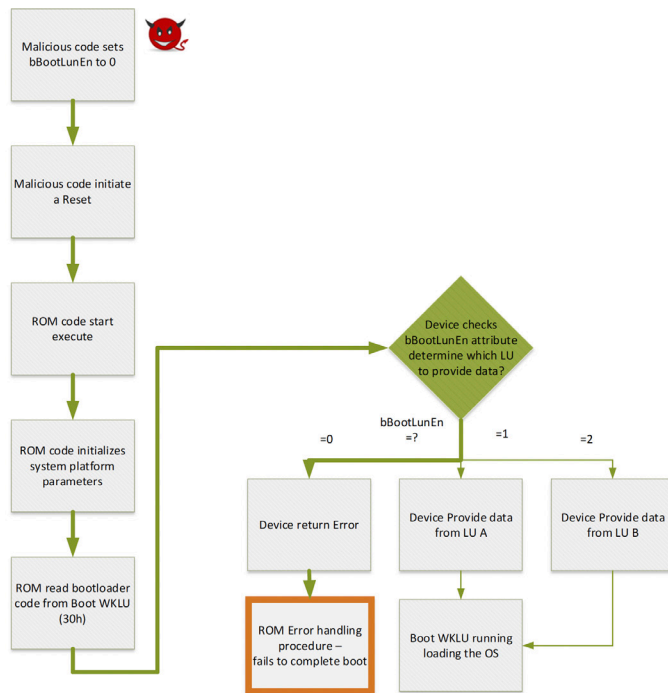 Malicious code sets
bBootLunEn to 0
Malicious code initiate
a Reset
ROM code start
execute
ROM code initializes
system platform
parameters
ROM read bootloader
code from Boot WKLU
(30h)
Device checks
bBootLunEn attribute
determine which LU
to provide data?
bBootLunEn
=?
=0
=1
=2
Device return Error
Device Provide data
from LU A
Device Provide data
from LU B
ROM Error handling
procedure –
fails to complete boot
Boot WKLU running
loading the OS